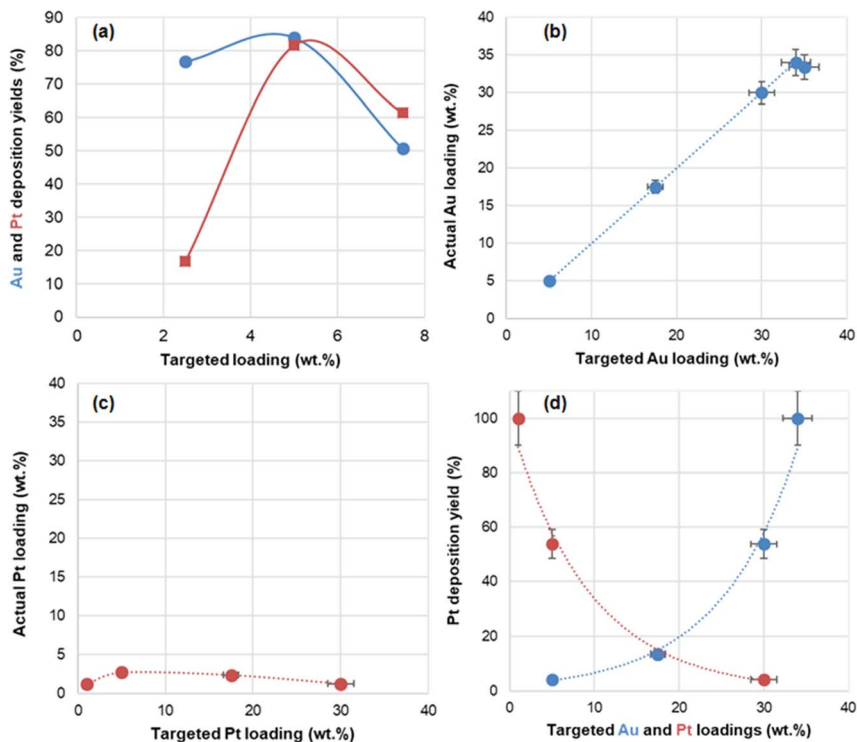 (a)
Au and Pt deposition yields (%)
90
80
70
60
50
40
30
20
10
0
0 2 4 6 8
Targeted loading (wt.%)
(b)
Actual Au loading (wt.%)
40
35
30
25
20
15
10
5
0
0 10 20 30 40
Targeted Au loading (wt.%)
(c)
Actual Pt loading (wt.%)
40
35
30
25
20
15
10
5
0
0 10 20 30 40
Targeted Pt loading (wt.%)
(d)
Pt deposition yield (%)
100
80
60
40
20
0
0 10 20 30 40
Targeted Au and Pt loadings (wt.%)